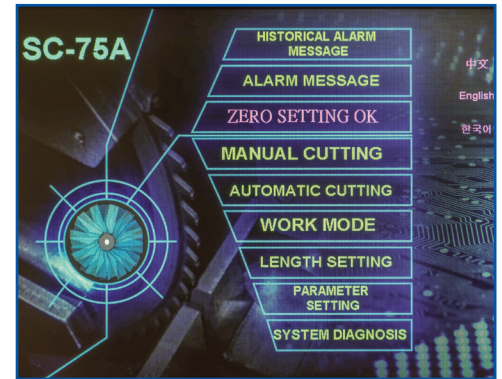 SC-75A
HISTORICAL ALARM
MESSAGE
ALARM MESSAGE
ZERO SETTING OK
MANUAL CUTTING
AUTOMATIC CUTTING
WORK MODE
LENGTH SETTING
PARAMETER
SETTING
SYSTEM DIAGNOSIS
中文
English
한국어